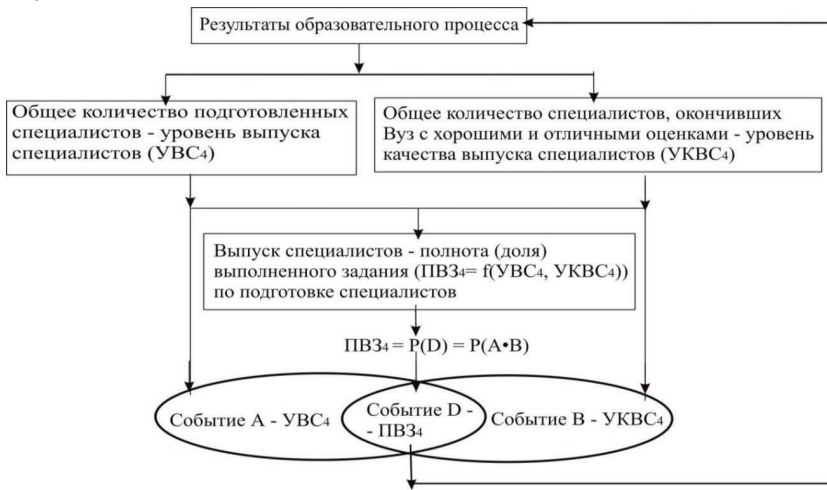 Результаты образовательного процесса
Общее количество подготовленных
специалистов - уровень выпуска
специалистов (УВС₄)
Общее количество специалистов, окончивших
Вуз с хорошими и отличными оценками - уровень
качества выпуска специалистов (УКВС₄)
Выпуск специалистов - полнота (доля)
выполненного задания (ПВЗ₄= f(УВС₄, УКВС₄))
по подготовке специалистов
ПВЗ₄ = P(D) = P(A•B)
Событие А - УВС₄
Событие D -
- ПВЗ₄
Событие В - УКВС₄